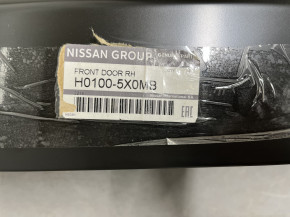 NISSAN GROUP
FRONT DOOR RH
H0100-5X0MB
EAC